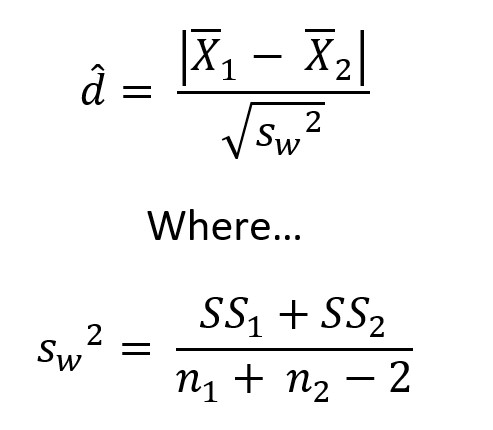 d̂ = |X̅₁ − X̅₂| / √s_w²
Where...
s_w² = SS₁ + SS₂ / n₁ + n₂ − 2